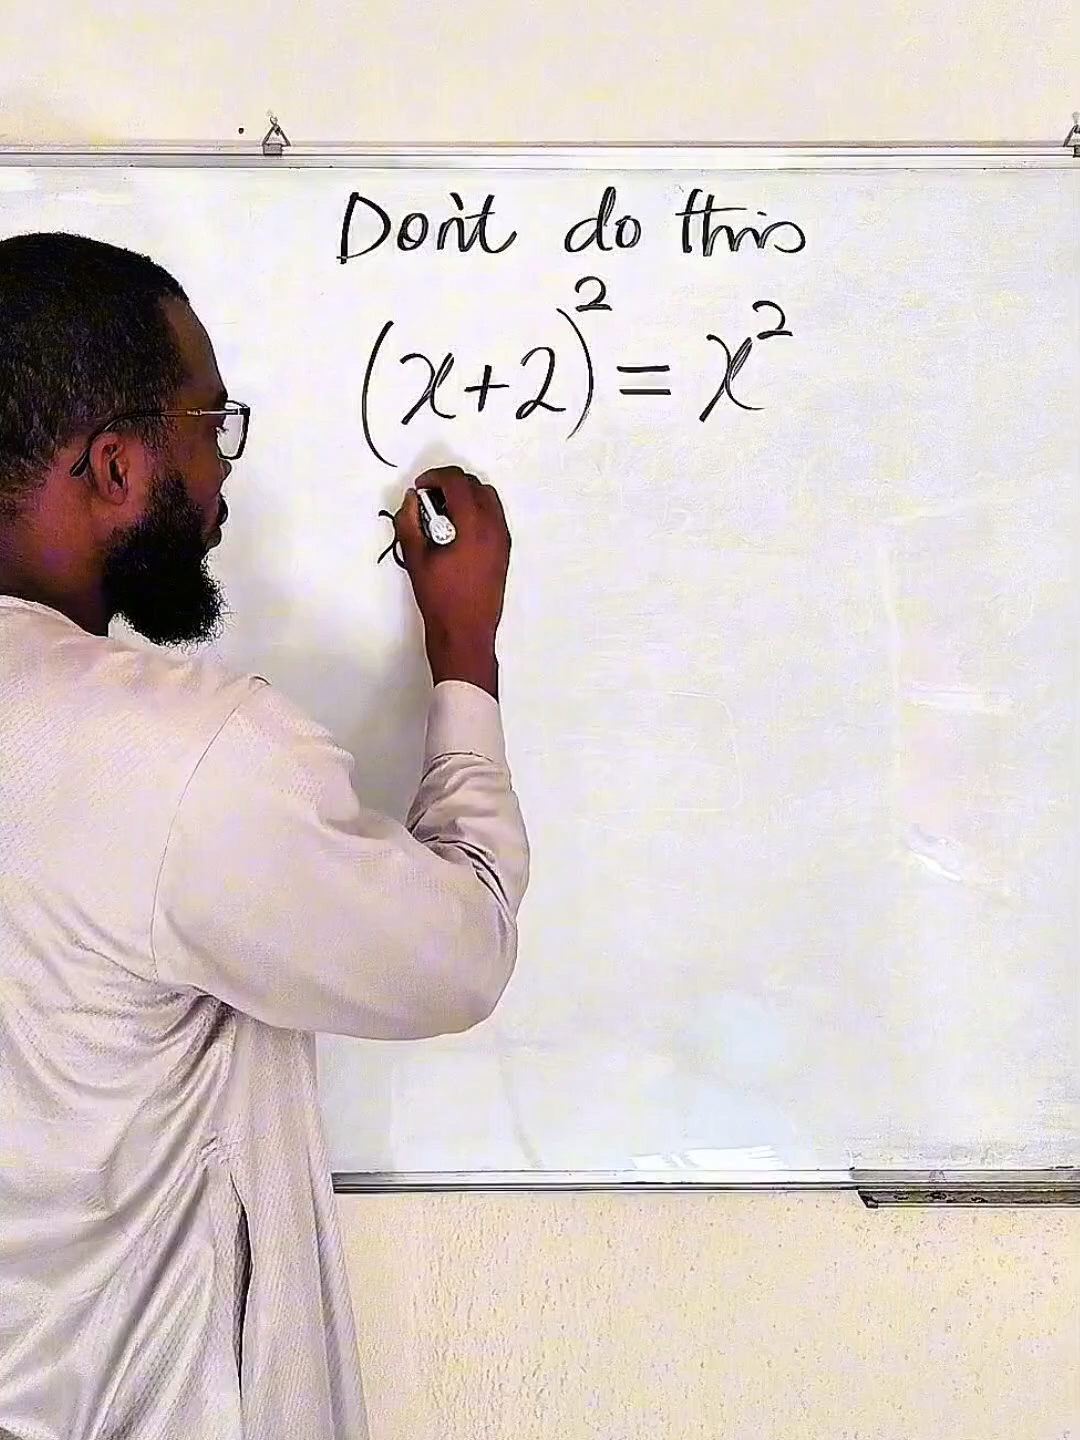 Don't do this
(x+2)² = x²
x